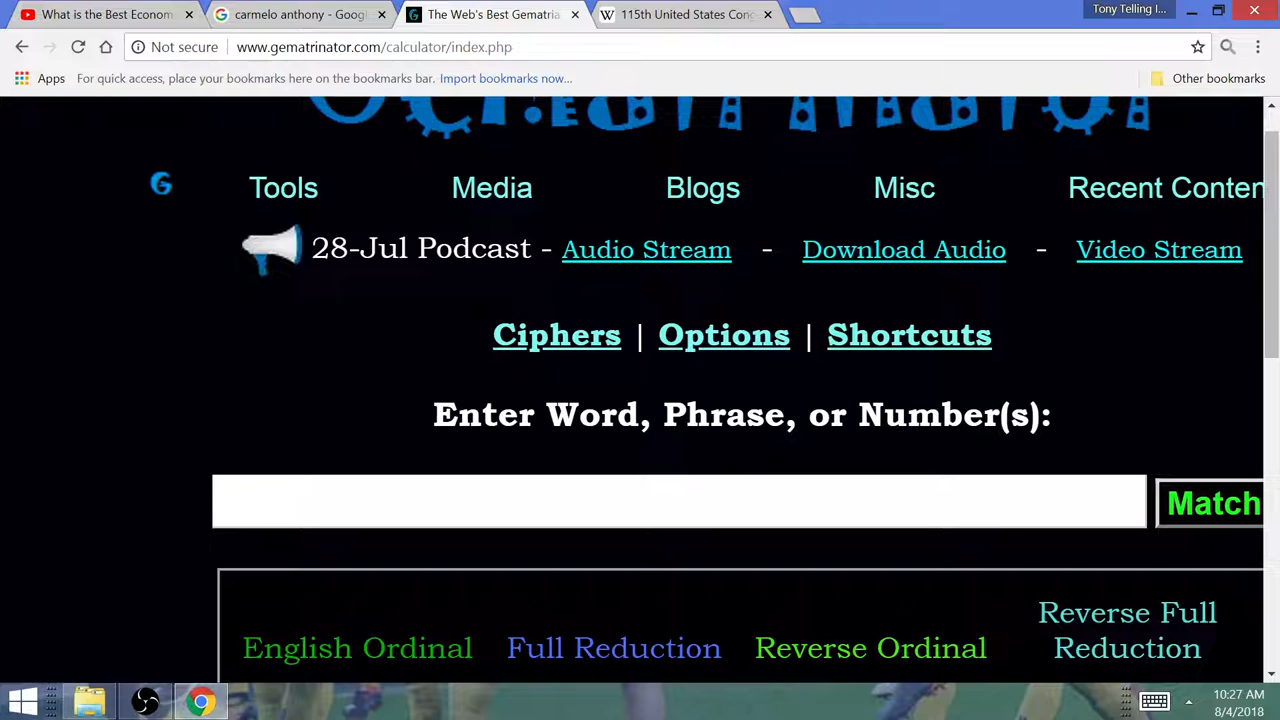 What is the Best Econom
carmelo anthony - Google
The Web's Best Gematria
W 115th United States Cong
Tony Telling I...
Not secure www.gematrinator.com/calculator/index.php
Apps For quick access, place your bookmarks here on the bookmarks bar. Import bookmarks now... Other bookmarks
G Tools Media Blogs Misc Recent Conten
28-Jul Podcast - Audio Stream - Download Audio - Video Stream
Ciphers | Options | Shortcuts
Enter Word, Phrase, or Number(s):
Match
English Ordinal Full Reduction Reverse Ordinal Reverse Full Reduction
10:27 AM
8/4/2018